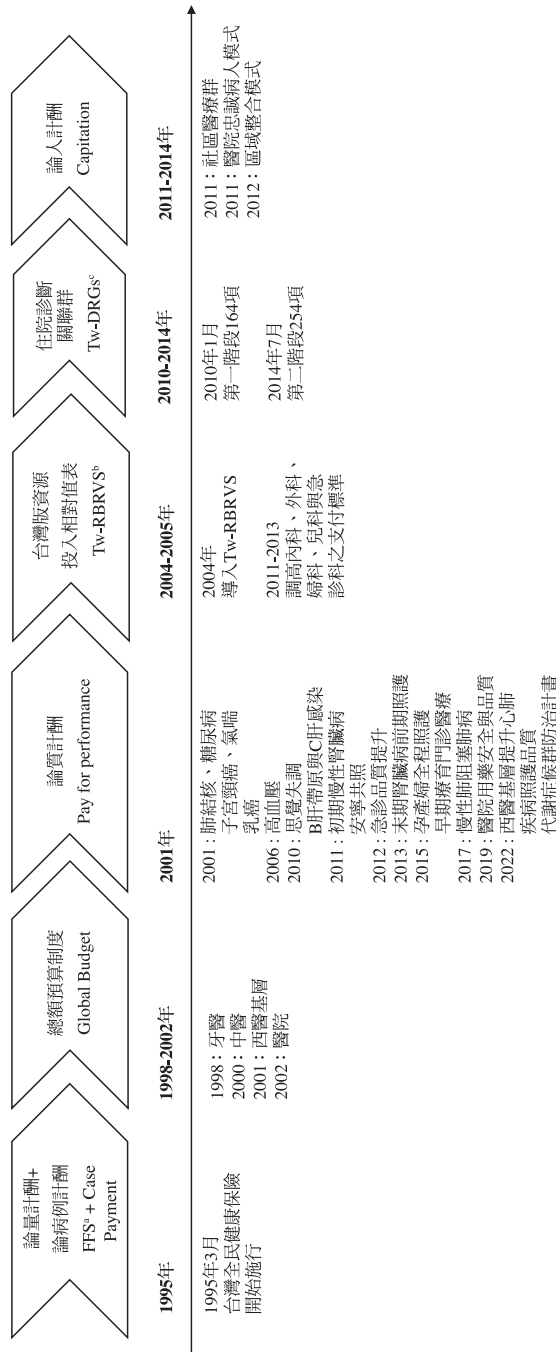 論量計酬+
論病例計酬
FFSᵃ + Case
Payment
1995年
1995年3月
台灣全民健康保險
開始施行
總額預算制度
Global Budget
1998-2002年
1998：牙醫
2000：中醫
2001：西醫基層
2002：醫院
論質計酬
Pay for performance
2001年
2001：肺結核、糖尿病
子宮頸癌、氣喘
乳癌
2006：高血壓
2010：思覺失調
B肝帶原與C肝感染
2011：初期慢性腎臟病
安寧共照
2012：急診品質提升
2013：末期腎臟病前期照護
2015：孕產婦全程照護
早期療育門診醫療
2017：慢性肺阻塞肺病
2019：醫院用藥安全與品質
2022：西醫基層提升心肺
疾病照護品質
代謝症候群防治計畫
台灣版資源
投入相對值表
Tw-RBRVSᵇ
2004-2005年
2004年
導入Tw-RBRVS
2011-2013
調高內科、外科、
婦科、兒科與急
診科之支付標準
住院診斷
關聯群
Tw-DRGsᶜ
2010-2014年
2010年1月
第一階段164項
2014年7月
第二階段254項
論人計酬
Capitation
2011-2014年
2011：社區醫療群
2011：醫院忠誠病人模式
2012：區域整合模式